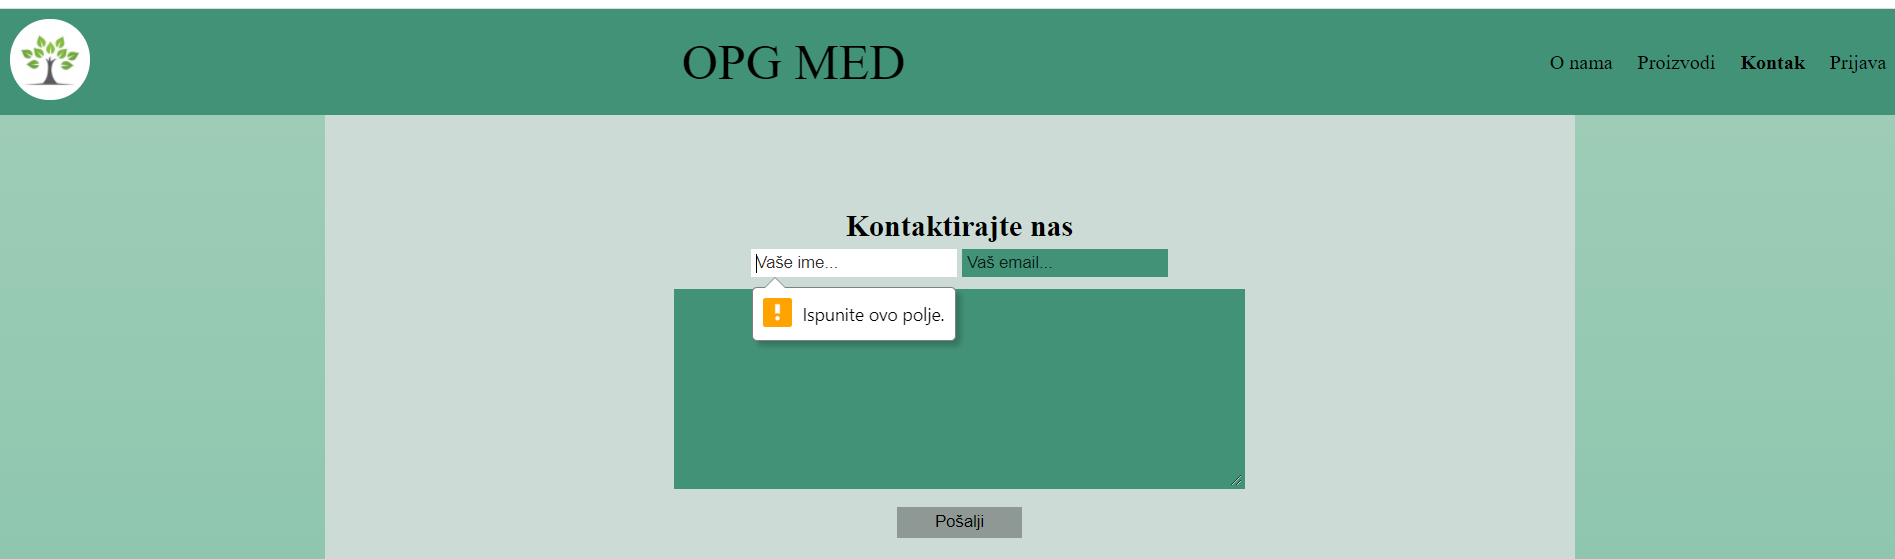 OPG MED
O nama Proizvodi Kontak Prijava
Kontaktirajte nas
Vaše ime... Vaš email...
Ispunite ovo polje.
Pošalji